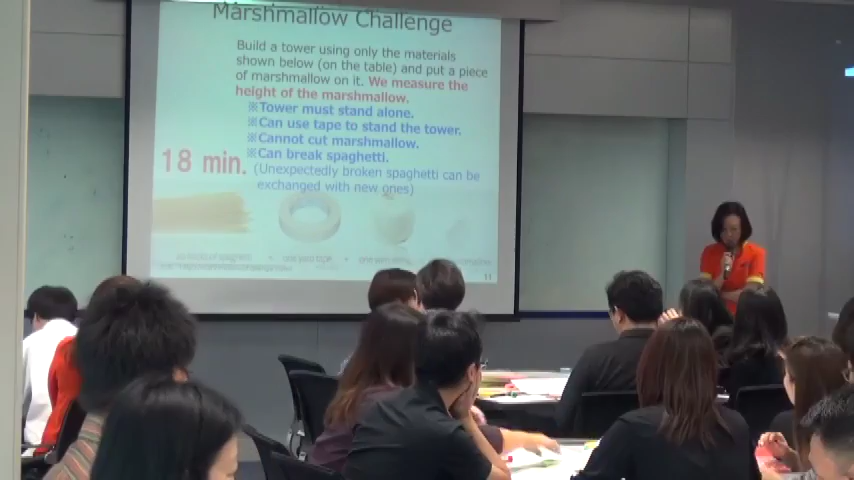 Marshmallow Challenge
Build a tower using only the materials
shown below (on the table) and put a piece
of marshmallow on it. We measure the
height of the marshmallow.
※Tower must stand alone.
※Can use tape to stand the tower.
※Cannot cut marshmallow.
※Can break spaghetti.
18 min.
(Unexpectedly broken spaghetti can be
exchanged with new ones)
11